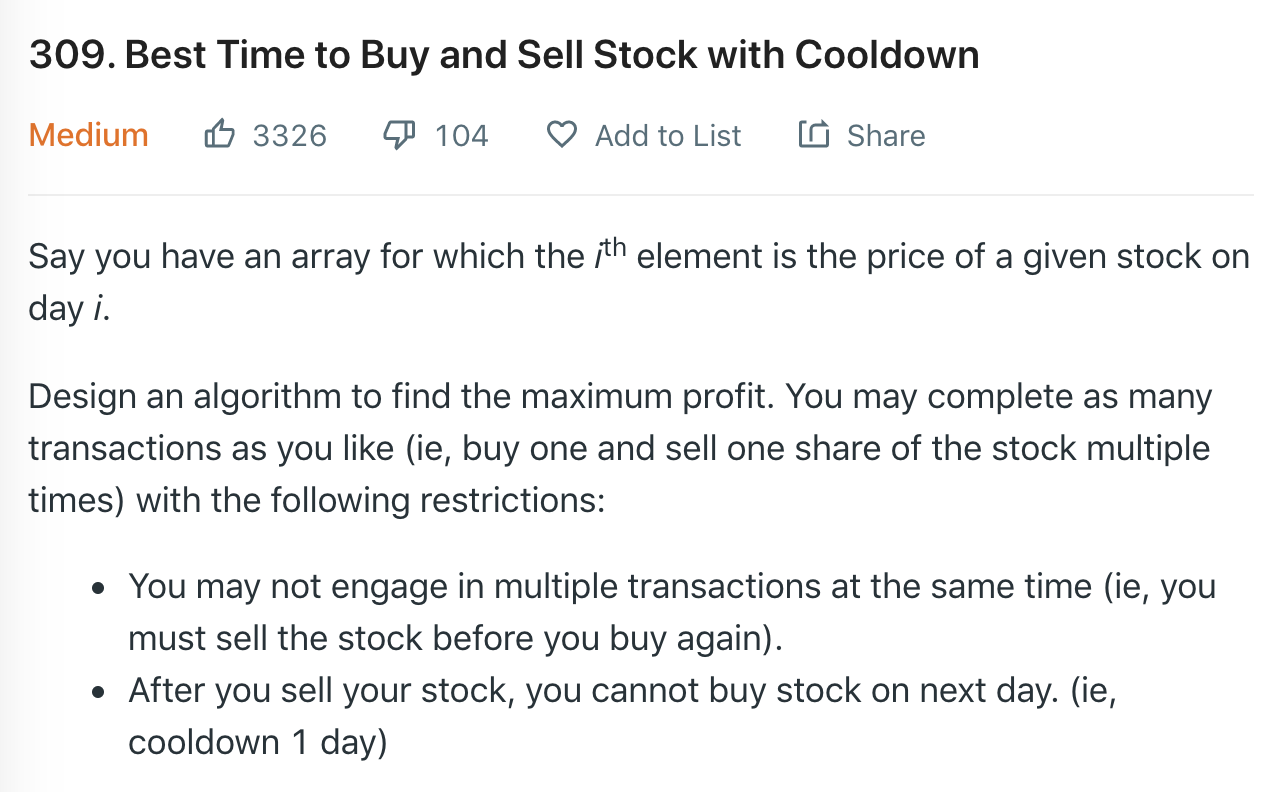 309. Best Time to Buy and Sell Stock with Cooldown
Medium 3326 104 Add to List Share
Say you have an array for which the ith element is the price of a given stock on
day i.
Design an algorithm to find the maximum profit. You may complete as many
transactions as you like (ie, buy one and sell one share of the stock multiple
times) with the following restrictions:
• You may not engage in multiple transactions at the same time (ie, you
must sell the stock before you buy again).
• After you sell your stock, you cannot buy stock on next day. (ie,
cooldown 1 day)